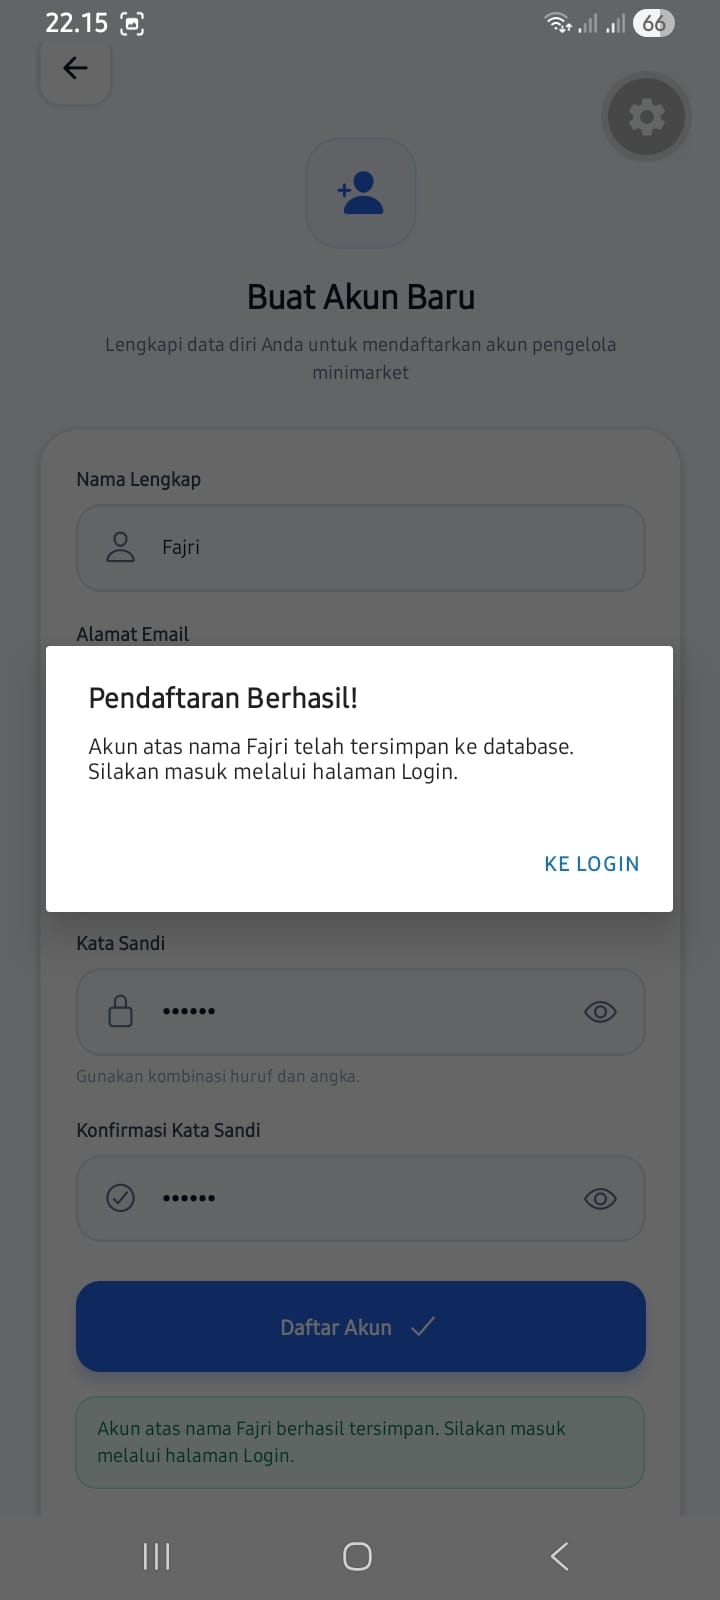 22.15
66
Buat Akun Baru
Lengkapi data diri Anda untuk mendaftarkan akun pengelola
minimarket
Nama Lengkap
Fajri
Alamat Email
Pendaftaran Berhasil!
Akun atas nama Fajri telah tersimpan ke database.
Silakan masuk melalui halaman Login.
KE LOGIN
Kata Sandi
••••••
Gunakan kombinasi huruf dan angka.
Konfirmasi Kata Sandi
••••••
Daftar Akun
Akun atas nama Fajri berhasil tersimpan. Silakan masuk
melalui halaman Login.